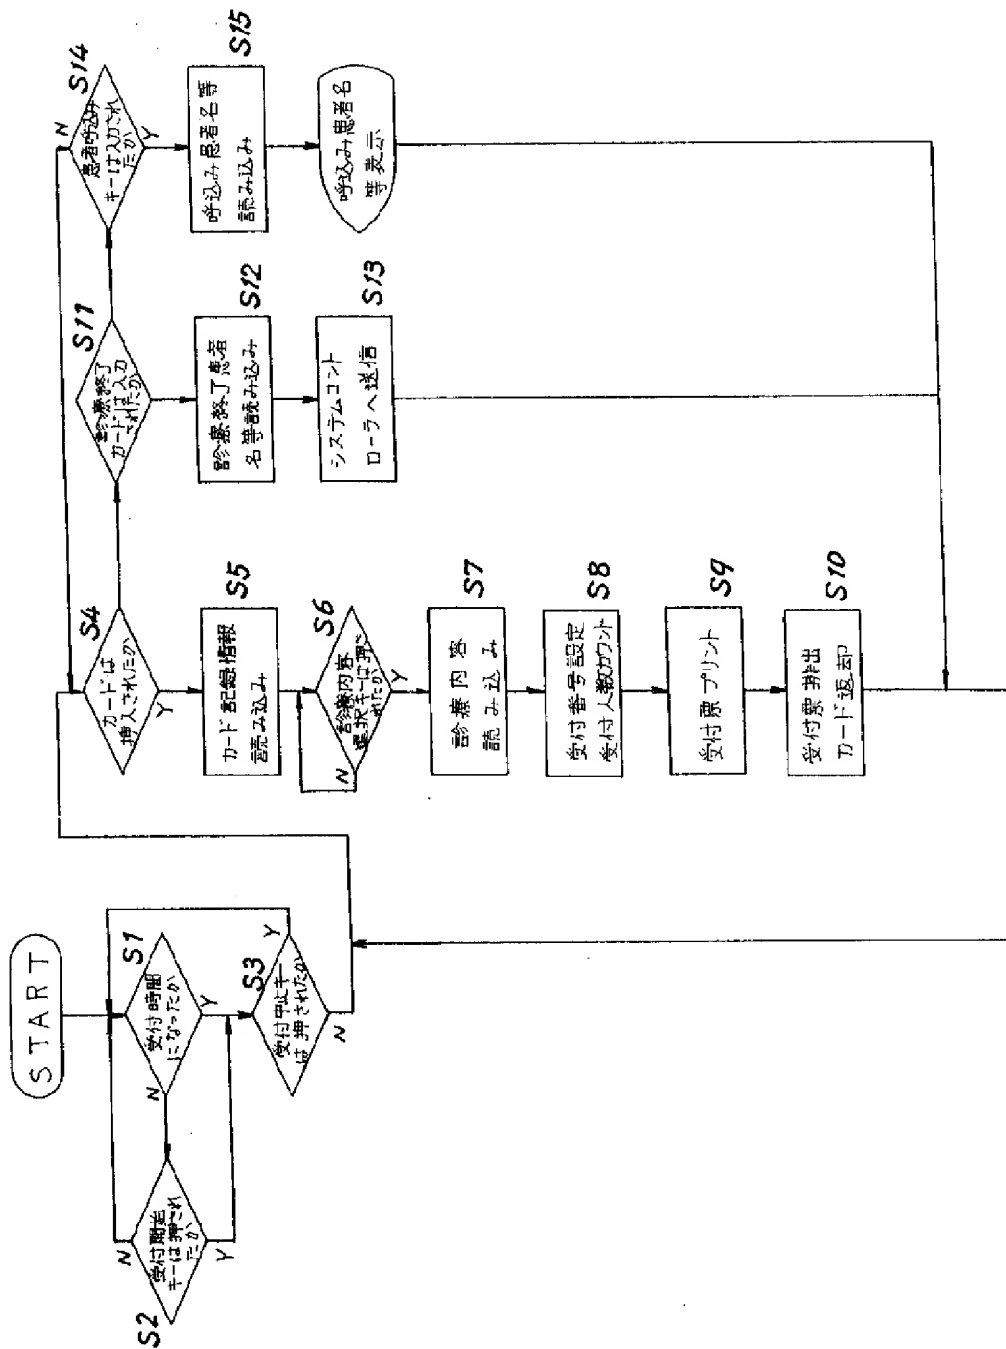 START
S1
受付時間
になったか
N
Y
S2
受付開始
キーは押され
たか
N
Y
S3
受付中止キー
は押されたか
Y
N
S4
カードは
挿入されたか
Y
S5
カード記録情報
読み込み
S6
診療内容
選択キーは押さ
れたか
N
Y
S7
診療内容
読み込み
S8
受付番号設定
受付人数カウント
S9
受付票プリント
S10
受付票排出
カード返却
S11
診療終了
カードは入力
されたか
S12
診療終了患者
名等読み込み
S13
システムコント
ローラへ送信
S14
患者呼込み
キーは入力され
たか
N
Y
S15
呼込み患者名等
読み込み
呼込み患者名
等表示